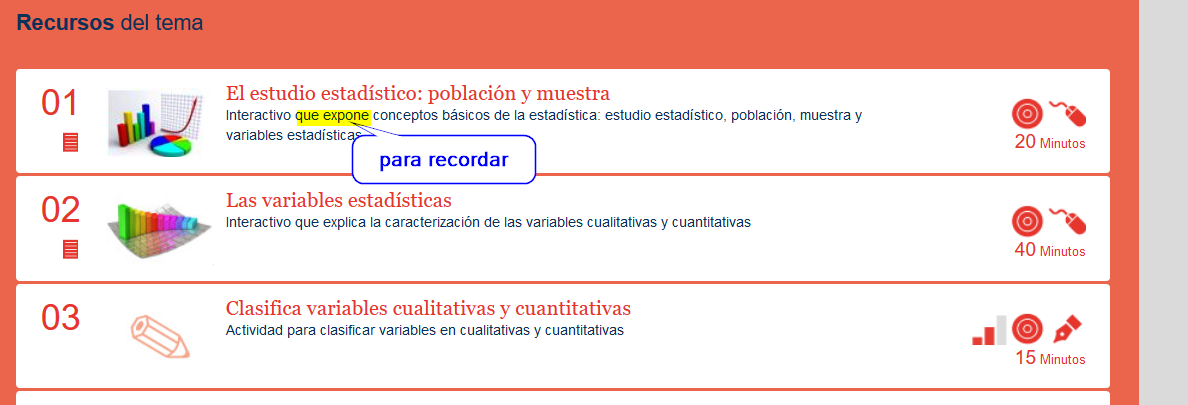 Recursos del tema
01
El estudio estadístico: población y muestra
Interactivo que expone conceptos básicos de la estadística: estudio estadístico, población, muestra y
variables estadísticas
20 Minutos
para recordar
02
Las variables estadísticas
Interactivo que explica la caracterización de las variables cualitativas y cuantitativas
40 Minutos
03
Clasifica variables cualitativas y cuantitativas
Actividad para clasificar variables en cualitativas y cuantitativas
15 Minutos